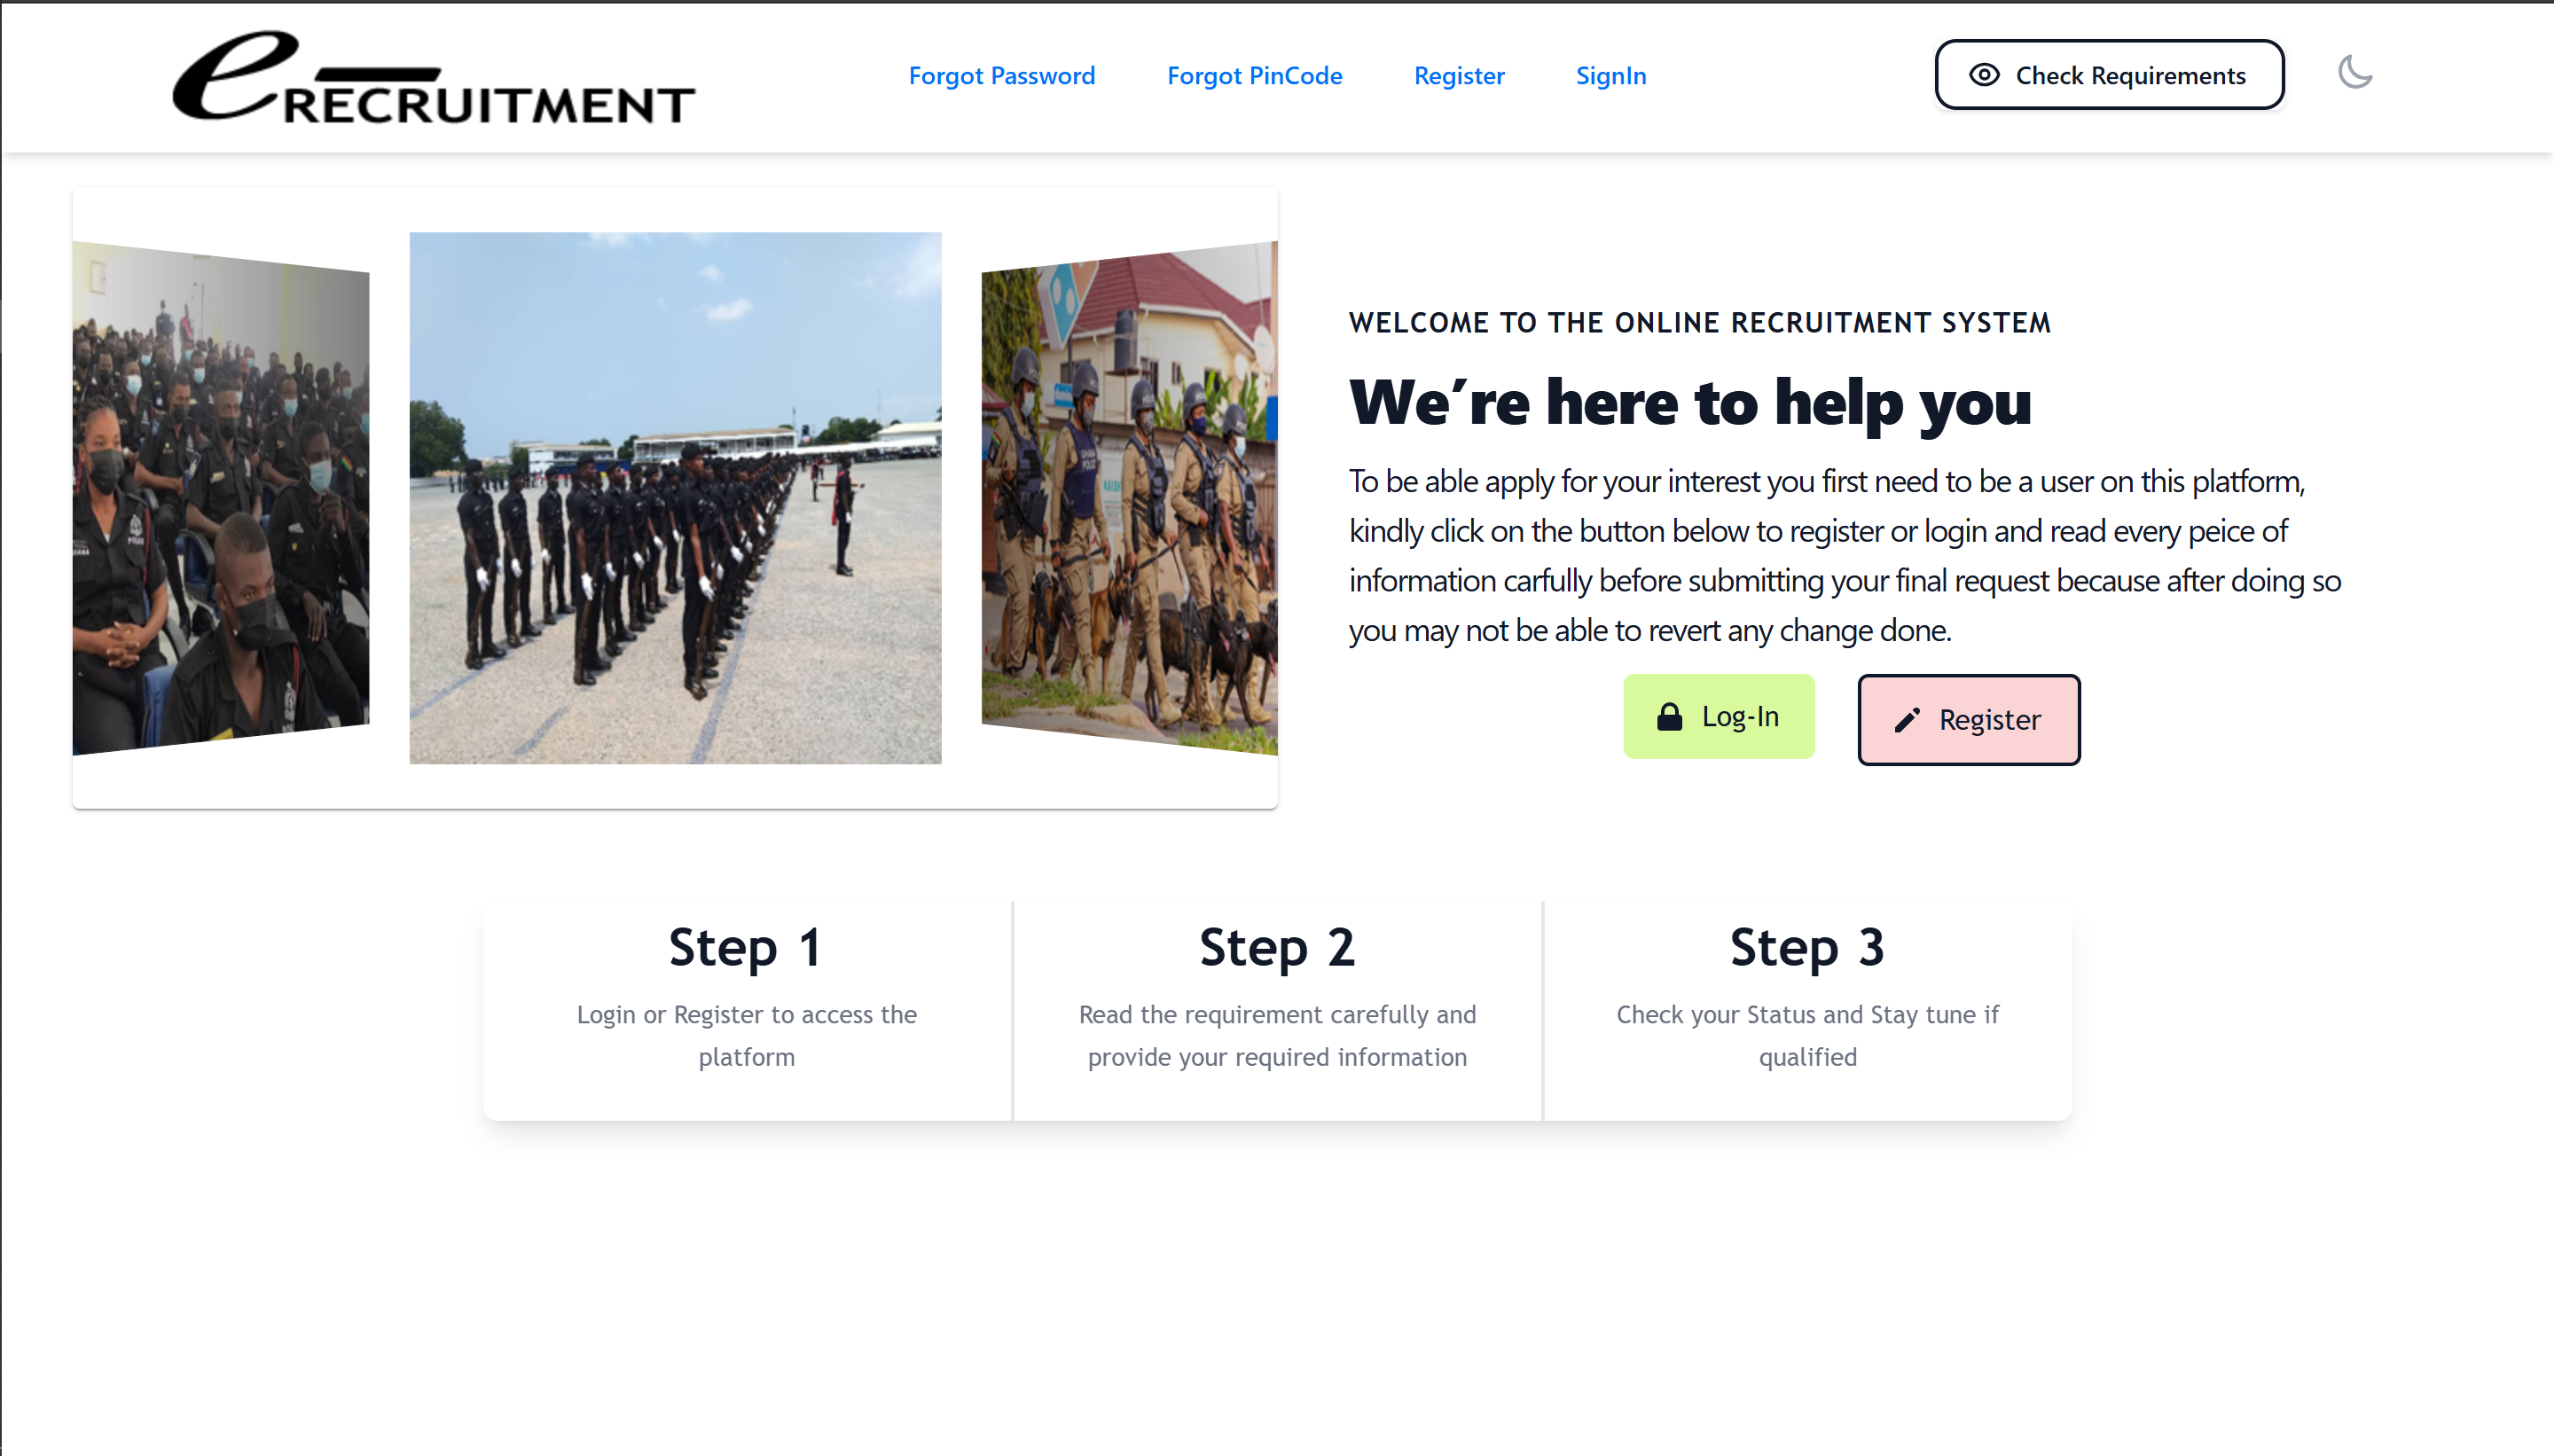 eRECRUITMENT
Forgot Password
Forgot PinCode
Register
SignIn
Check Requirements
WELCOME TO THE ONLINE RECRUITMENT SYSTEM
We're here to help you
To be able apply for your interest you first need to be a user on this platform,
kindly click on the button below to register or login and read every peice of
information carfully before submitting your final request because after doing so
you may not be able to revert any change done.
Log-In
Register
Step 1
Login or Register to access the
platform
Step 2
Read the requirement carefully and
provide your required information
Step 3
Check your Status and Stay tune if
qualified